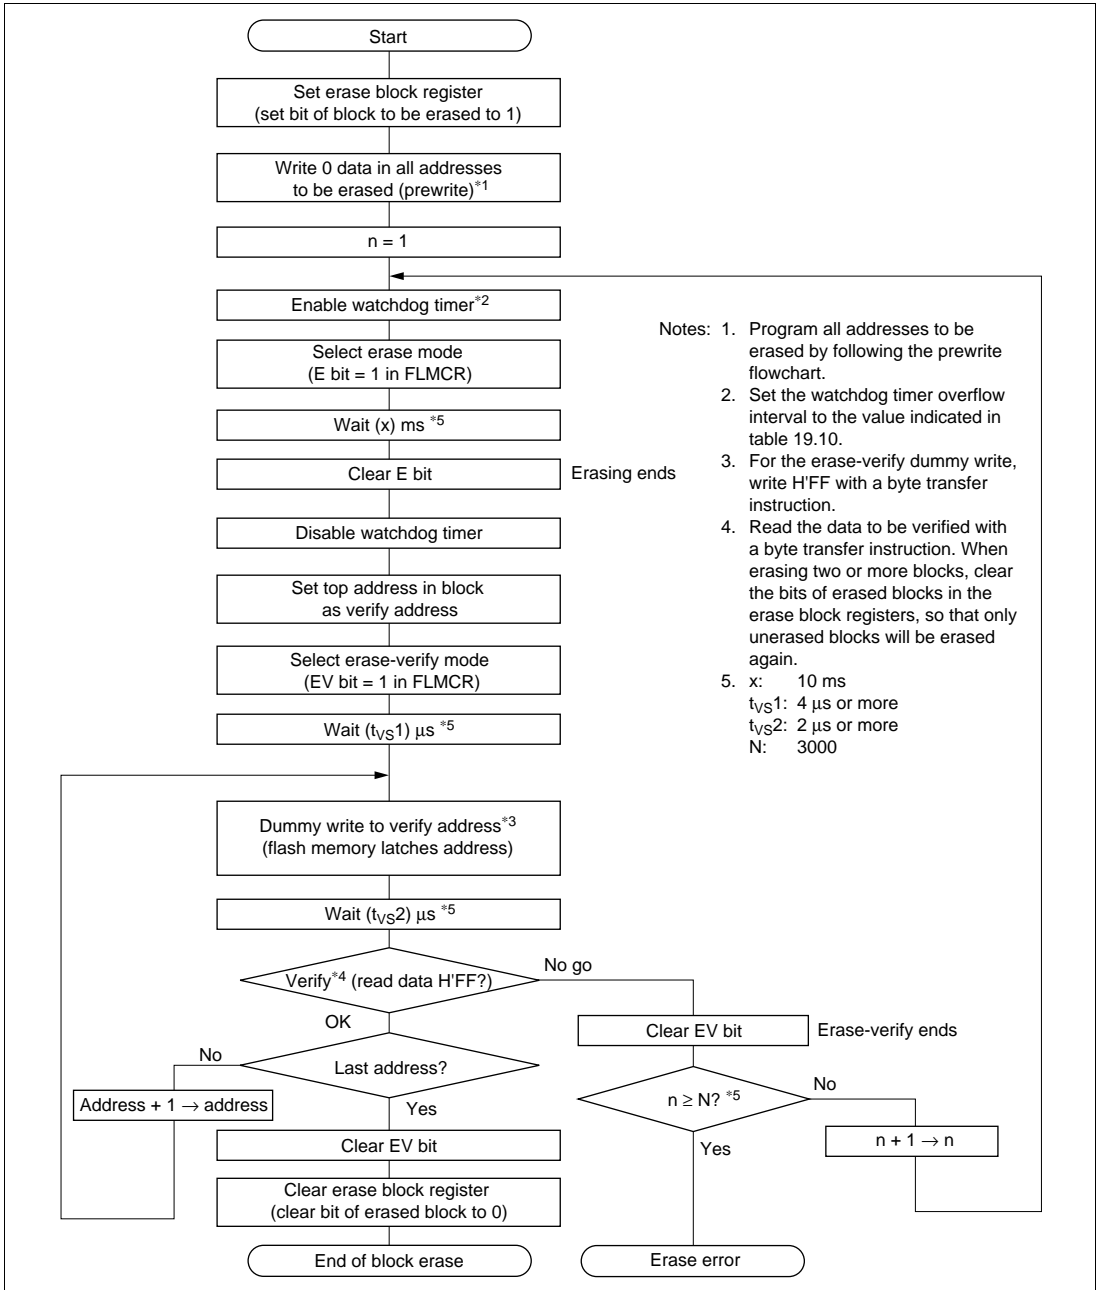 Start
Set erase block register
(set bit of block to be erased to 1)
Write 0 data in all addresses
to be erased (prewrite)*1
n = 1
Enable watchdog timer*2
Select erase mode
(E bit = 1 in FLMCR)
Wait (x) ms *5
Clear E bit
Erasing ends
Disable watchdog timer
Set top address in block
as verify address
Select erase-verify mode
(EV bit = 1 in FLMCR)
Wait (tVS1) μs *5
Dummy write to verify address*3
(flash memory latches address)
Wait (tVS2) μs *5
Verify*4 (read data H'FF?)
No go
OK
Clear EV bit
Erase-verify ends
Last address?
No
Yes
Address + 1 → address
n ≥ N? *5
No
Yes
n + 1 → n
Clear EV bit
Clear erase block register
(clear bit of erased block to 0)
End of block erase
Erase error
Notes: 1. Program all addresses to be
erased by following the prewrite
flowchart.
2. Set the watchdog timer overflow
interval to the value indicated in
table 19.10.
3. For the erase-verify dummy write,
write H'FF with a byte transfer
instruction.
4. Read the data to be verified with
a byte transfer instruction. When
erasing two or more blocks, clear
the bits of erased blocks in the
erase block registers, so that only
unerased blocks will be erased
again.
5. x: 10 ms
tVS1: 4 μs or more
tVS2: 2 μs or more
N: 3000